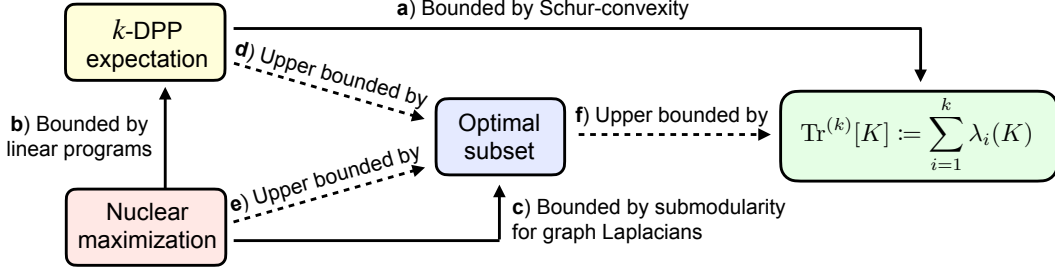 a) Bounded by Schur-convexity
k-DPP
expectation
d) Upper bounded by
b) Bounded by
linear programs
Optimal
subset
f) Upper bounded by
Tr^{(k)}[K] := \sum_{i=1}^{k} λ_i(K)
e) Upper bounded by
Nuclear
maximization
c) Bounded by submodularity
for graph Laplacians